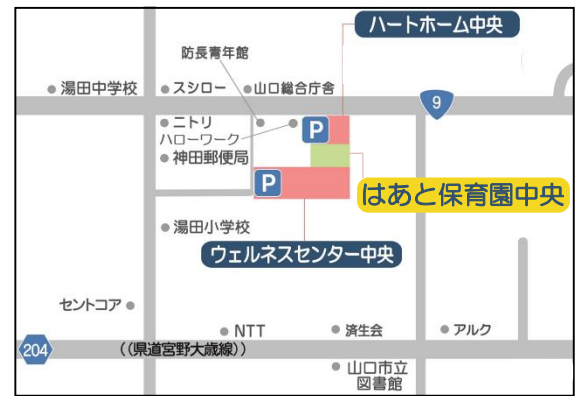 ハートホーム中央
防長青年館
湯田中学校
スシロー
山口総合庁舎
9
ニトリ
P
ハローワーク
神田郵便局
P
はあと保育園中央
湯田小学校
ウェルネスセンター中央
セントコア
NTT
済生会
アルク
204
((県道宮野大歳線))
山口市立
図書館